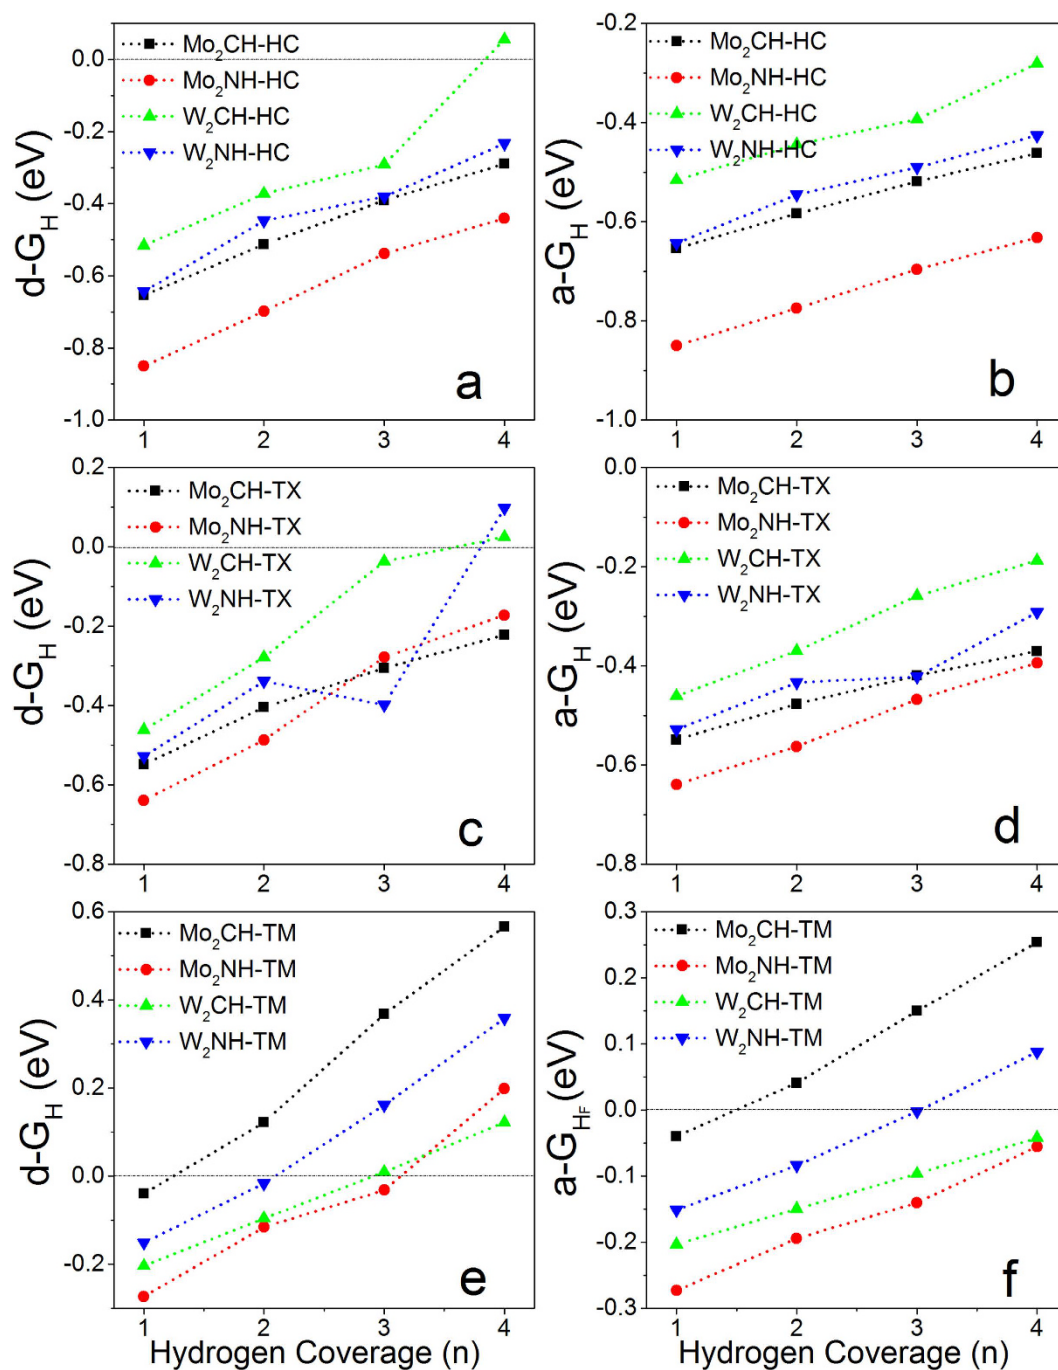 d-G_H (eV)
0.0
-0.2
-0.4
-0.6
-0.8
-1.0
Mo₂CH-HC
Mo₂NH-HC
W₂CH-HC
W₂NH-HC
a
1 2 3 4
a-G_H (eV)
-0.2
-0.4
-0.6
-0.8
-1.0
Mo₂CH-HC
Mo₂NH-HC
W₂CH-HC
W₂NH-HC
b
1 2 3 4
d-G_H (eV)
0.2
0.0
-0.2
-0.4
-0.6
-0.8
Mo₂CH-TX
Mo₂NH-TX
W₂CH-TX
W₂NH-TX
c
1 2 3 4
a-G_H (eV)
0.0
-0.2
-0.4
-0.6
-0.8
Mo₂CH-TX
Mo₂NH-TX
W₂CH-TX
W₂NH-TX
d
1 2 3 4
d-G_H (eV)
0.6
0.4
0.2
0.0
-0.2
Mo₂CH-TM
Mo₂NH-TM
W₂CH-TM
W₂NH-TM
e
1 2 3 4
Hydrogen Coverage (n)
a-G_HF (eV)
0.3
0.2
0.1
0.0
-0.1
-0.2
-0.3
Mo₂CH-TM
Mo₂NH-TM
W₂CH-TM
W₂NH-TM
f
1 2 3 4
Hydrogen Coverage (n)